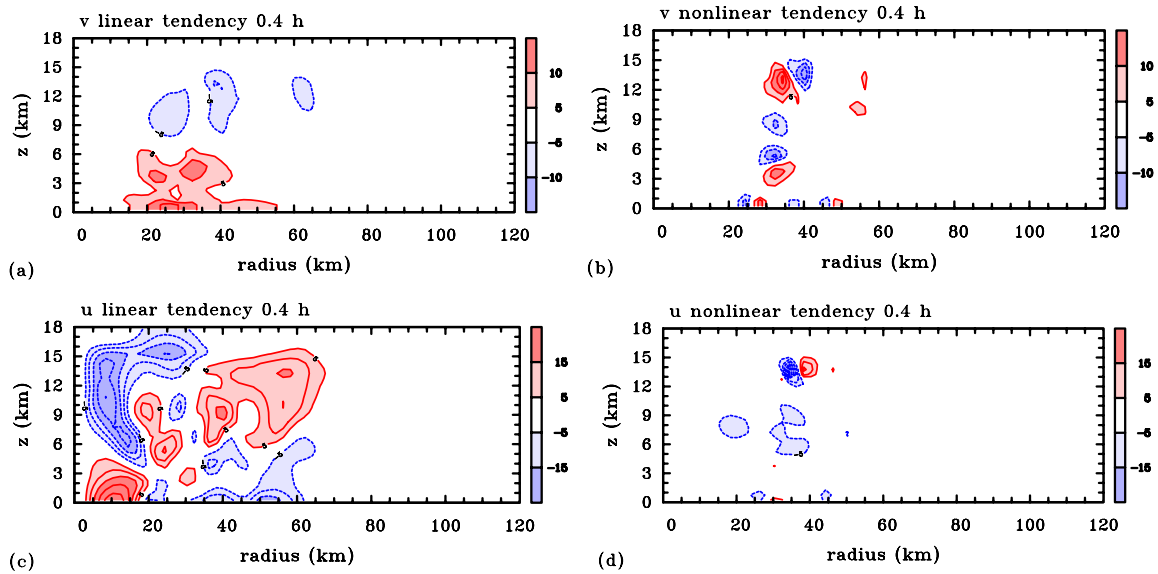 v linear tendency 0.4 h
18
15
12
9
6
3
0
z (km)
0 20 40 60 80 100 120
radius (km)
10
5
-5
-10
(a)
v nonlinear tendency 0.4 h
18
15
12
9
6
3
0
z (km)
0 20 40 60 80 100 120
radius (km)
10
5
-5
-10
(b)
u linear tendency 0.4 h
18
15
12
9
6
3
0
z (km)
0 20 40 60 80 100 120
radius (km)
15
5
-5
-15
(c)
u nonlinear tendency 0.4 h
18
15
12
9
6
3
0
z (km)
0 20 40 60 80 100 120
radius (km)
15
5
-5
-15
(d)